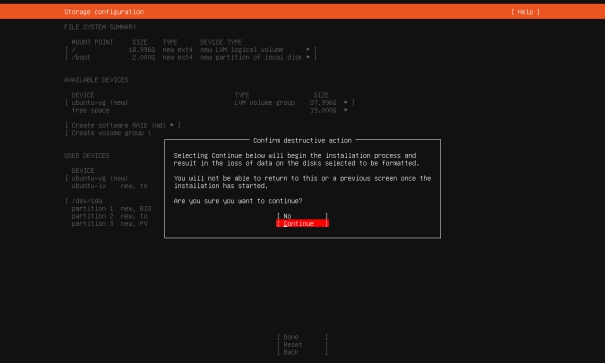 Storage configuration [ Help ]
FILE SYSTEM SUMMARY
MOUNT POINT SIZE TYPE DEVICE TYPE
[ / 18.996G new ext4 new LVM logical volume ▸ ]
[ /boot 2.000G new ext4 new partition of local disk ▸ ]
AVAILABLE DEVICES
DEVICE TYPE SIZE
[ ubuntu-vg (new) LVM volume group 37.996G ▸ ]
free space 19.000G ▸
[ Create software RAID (md) ▸ ]
[ Create volume group (
Confirm destructive action
Selecting Continue below will begin the installation process and
result in the loss of data on the disks selected to be formatted.
You will not be able to return to this or a previous screen once the
installation has started.
Are you sure you want to continue?
[ No ]
[ Continue ]
USED DEVICES
DEVICE
[ ubuntu-vg (new)
ubuntu-lv new, to
[ /dev/sda
partition 1 new, BIO
partition 2 new, to
partition 3 new, PV
[ Done ]
[ Reset ]
[ Back ]